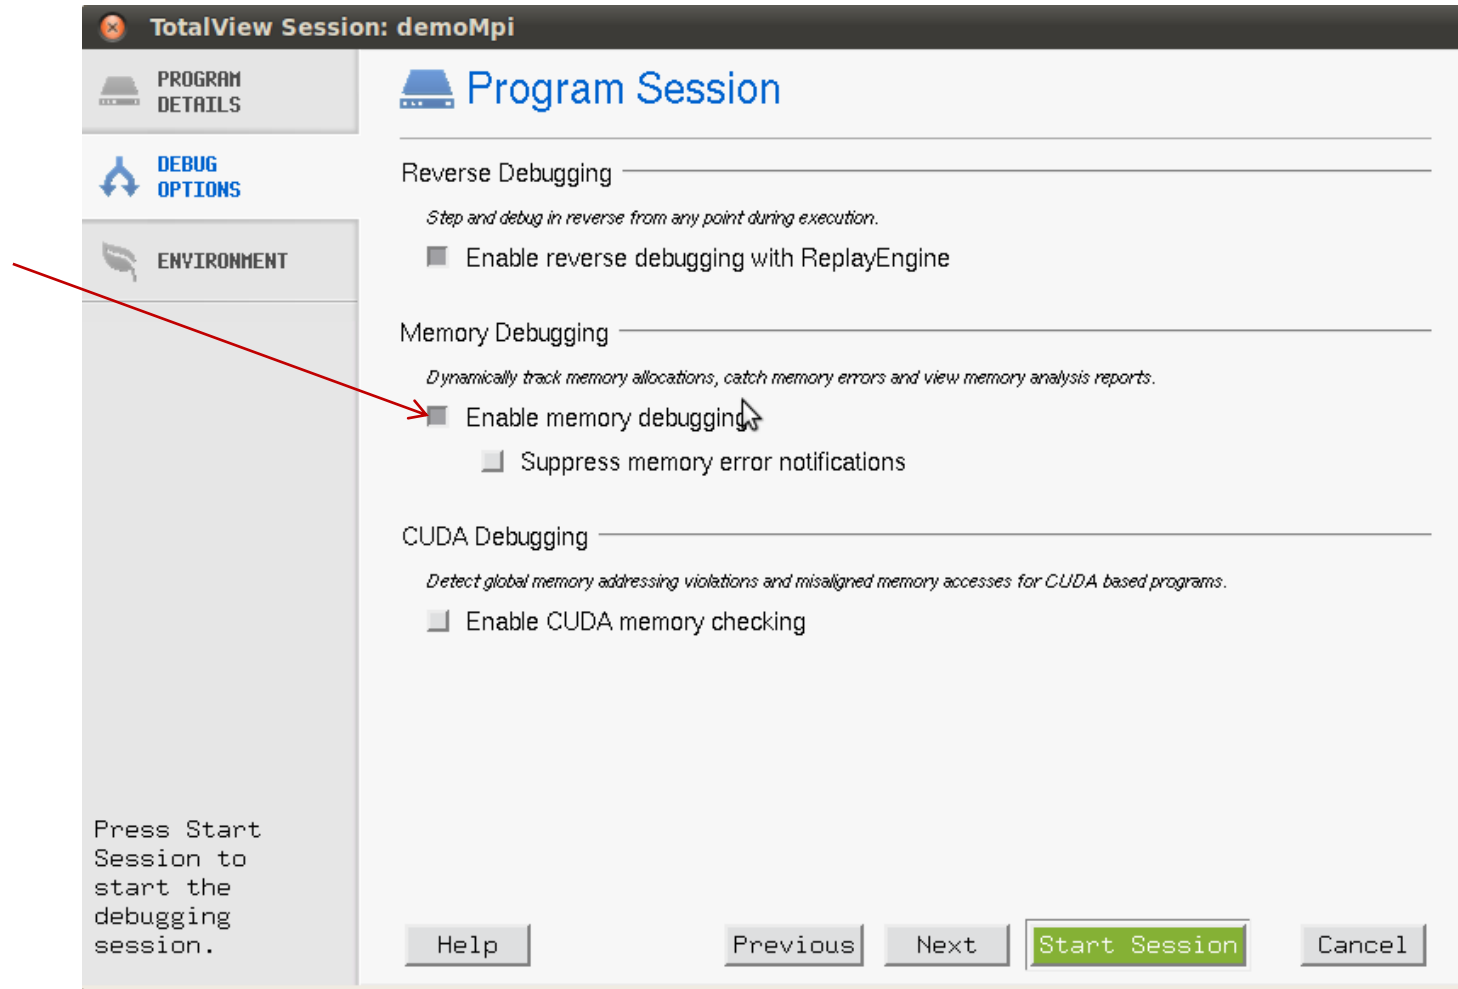 TotalView Session: demoMpi
PROGRAM
DETAILS
DEBUG
OPTIONS
ENVIRONMENT
Press Start
Session to
start the
debugging
session.
Program Session
Reverse Debugging
Step and debug in reverse from any point during execution.
Enable reverse debugging with ReplayEngine
Memory Debugging
Dynamically track memory allocations, catch memory errors and view memory analysis reports.
Enable memory debugging
Suppress memory error notifications
CUDA Debugging
Detect global memory addressing violations and misaligned memory accesses for CUDA based programs.
Enable CUDA memory checking
Help
Previous
Next
Start Session
Cancel